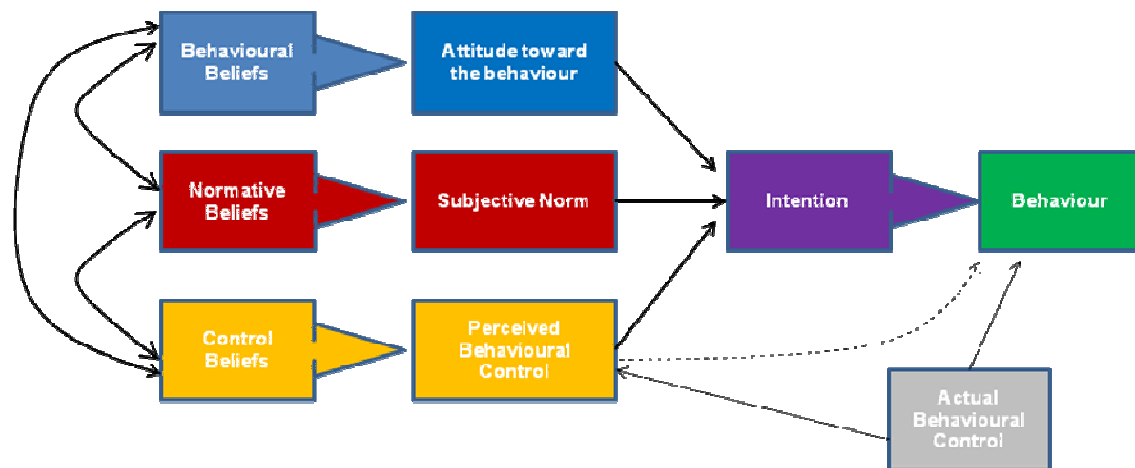 Behavioural
Beliefs
Attitude toward
the behaviour
Normative
Beliefs
Subjective Norm
Intention
Behaviour
Control
Beliefs
Perceived
Behavioural
Control
Actual
Behavioural
Control